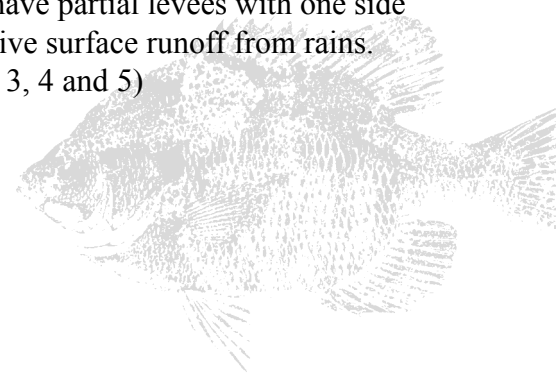 have partial levees with one side
ive surface runoff from rains.
3, 4 and 5)